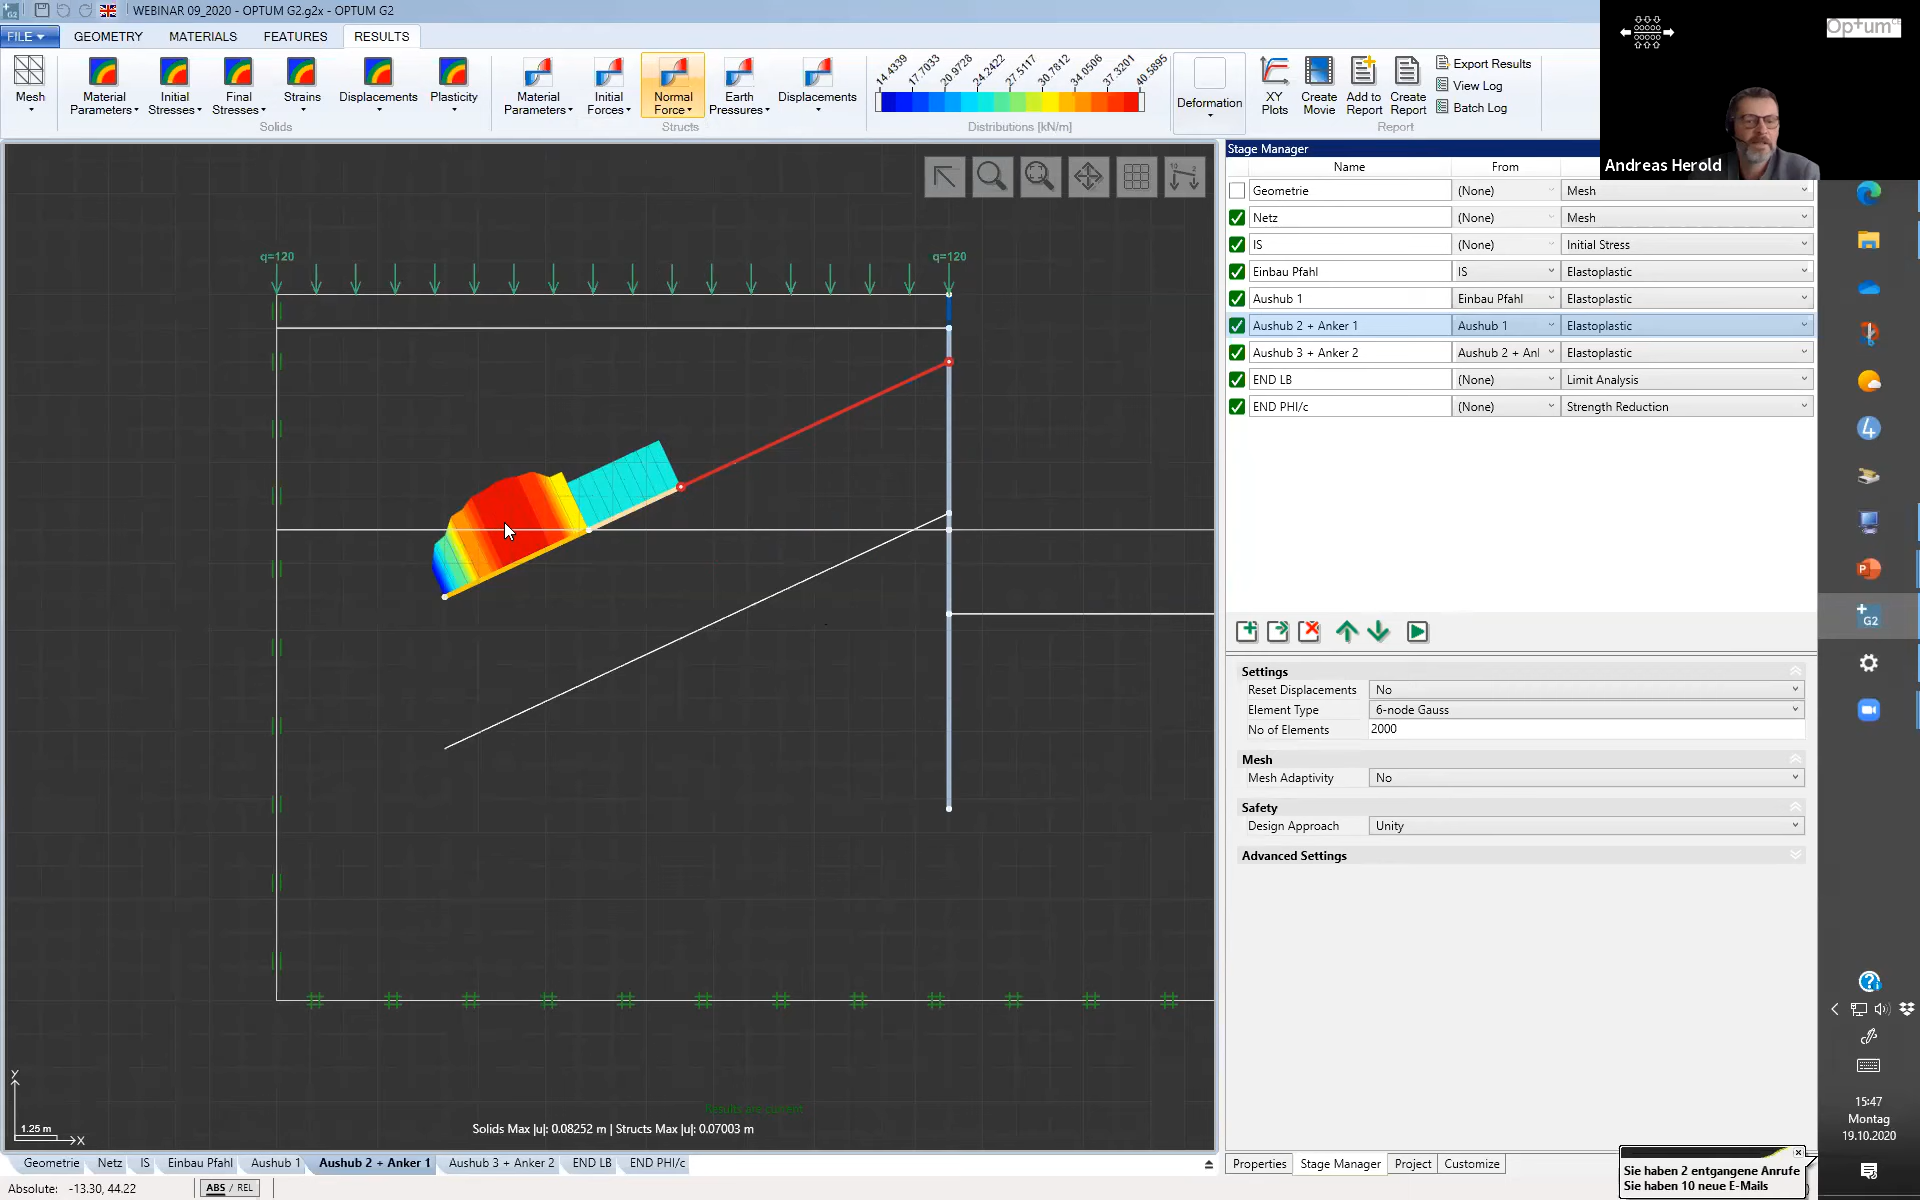 WEBINAR 09_2020 - OPTUM G2.g2x - OPTUM G2
FILE GEOMETRY MATERIALS FEATURES RESULTS
Mesh
Material Parameters
Initial Stresses
Final Stresses
Strains
Displacements
Plasticity
Solids
Material Parameters
Initial Forces
Normal Force
Earth Pressures
Displacements
Structs
14.4339 17.7033 20.9728 24.2422 27.5117 30.7812 34.0506 37.3201 40.5895
Distributions [kN/m]
Deformation
XY Plots
Create Movie
Add to Report
Create Report
Export Results
View Log
Batch Log
Report
Optum
Andreas Herold
q=120
q=120
Results are current
Solids Max |u|: 0.08252 m | Structs Max |u|: 0.07003 m
Y
1.25 m
X
Stage Manager
Name From
Geometrie (None) Mesh
Netz (None) Mesh
IS (None) Initial Stress
Einbau Pfahl IS Elastoplastic
Aushub 1 Einbau Pfahl Elastoplastic
Aushub 2 + Anker 1 Aushub 1 Elastoplastic
Aushub 3 + Anker 2 Aushub 2 + Anl Elastoplastic
END LB (None) Limit Analysis
END PHI/c (None) Strength Reduction
Settings
Reset Displacements No
Element Type 6-node Gauss
No of Elements 2000
Mesh
Mesh Adaptivity No
Safety
Design Approach Unity
Advanced Settings
G2
15:47
Montag
19.10.2020
Geometrie Netz IS Einbau Pfahl Aushub 1 Aushub 2 + Anker 1 Aushub 3 + Anker 2 END LB END PHI/c
Properties Stage Manager Project Customize
Sie haben 2 entgangene Anrufe
Sie haben 10 neue E-Mails
Absolute: -13.30, 44.22 ABS / REL